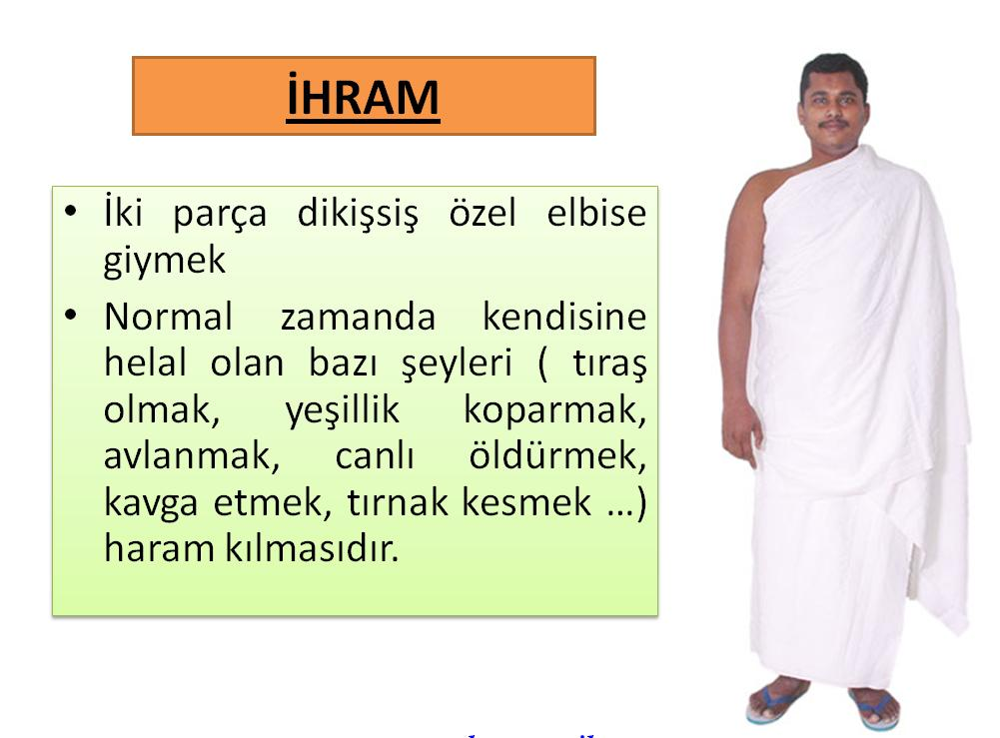 İHRAM
• İki parça dikişsiş özel elbise
giymek
• Normal zamanda kendisine
helal olan bazı şeyleri ( tıraş
olmak, yeşillik koparmak,
avlanmak, canlı öldürmek,
kavga etmek, tırnak kesmek …)
haram kılmasıdır.